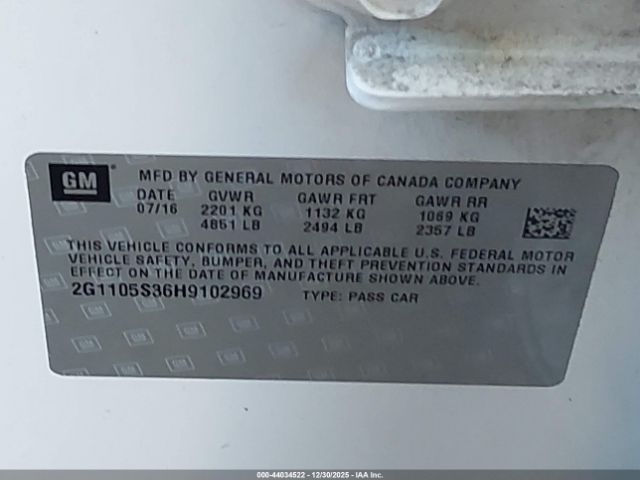 GM
MFD BY GENERAL MOTORS OF CANADA COMPANY
DATE GVWR GAWR FRT GAWR RR
07/16 2201 KG 1132 KG 1069 KG
4851 LB 2494 LB 2357 LB
THIS VEHICLE CONFORMS TO ALL APPLICABLE U.S. FEDERAL MOTOR
VEHICLE SAFETY, BUMPER, AND THEFT PREVENTION STANDARDS IN
EFFECT ON THE DATE OF MANUFACTURE SHOWN ABOVE.
2G1105S36H9102969 TYPE: PASS CAR
000-44034522 - 12/30/2025 - IAA Inc.